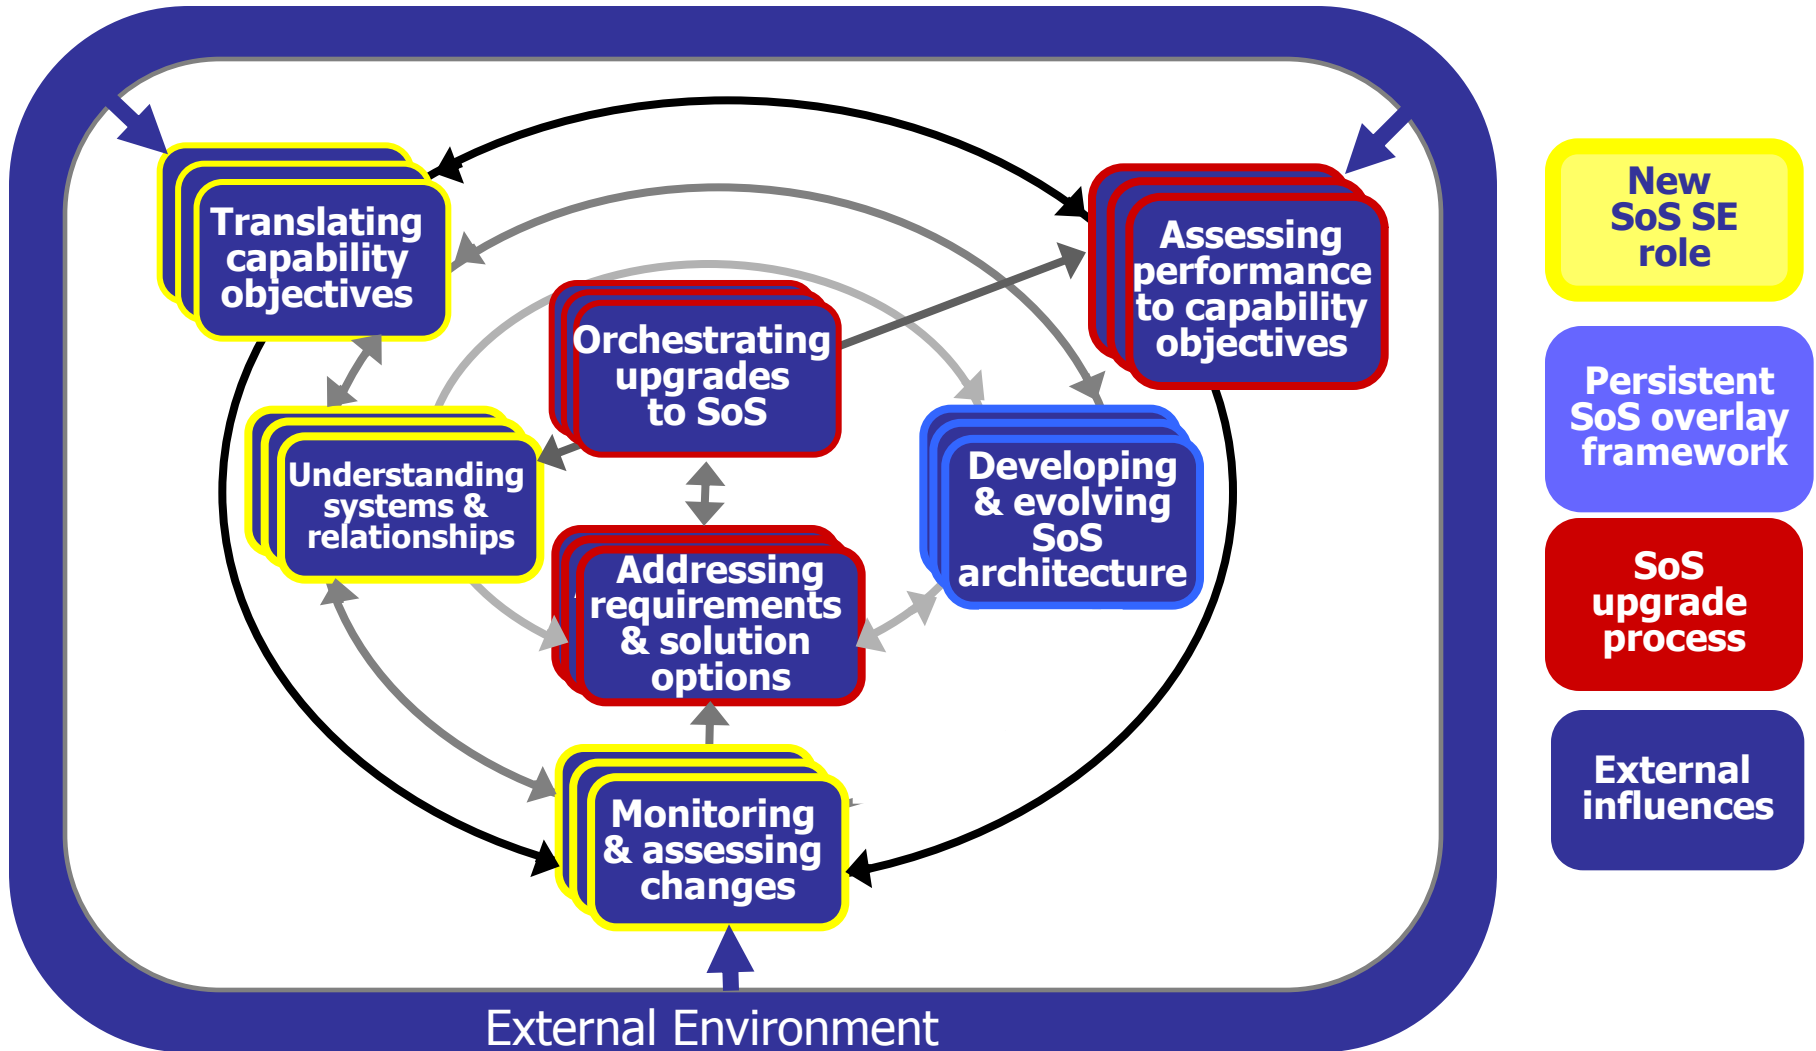 Translating
capability
objectives
Assessing
performance
to capability
objectives
Orchestrating
upgrades
to SoS
Understanding
systems &
relationships
Developing
& evolving
SoS
architecture
Addressing
requirements
& solution
options
Monitoring
& assessing
changes
External Environment
New
SoS SE
role
Persistent
SoS overlay
framework
SoS
upgrade
process
External
influences